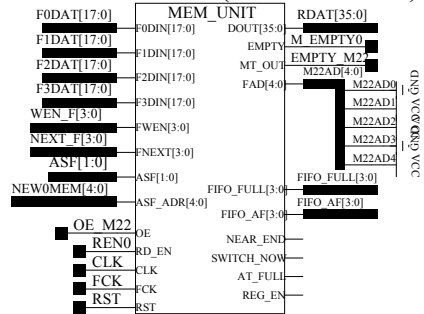 MEM_UNIT
F0DAT[17:0]
F0DIN[17:0]
F1DAT[17:0]
F1DIN[17:0]
F2DAT[17:0]
F2DIN[17:0]
F3DAT[17:0]
F3DIN[17:0]
WEN_F[3:0]
FWEN[3:0]
NEXT_F[3:0]
FNEXT[3:0]
ASF[1:0]
ASF[1:0]
NEW0MEM[4:0]
ASF_ADR[4:0]
OE_M22
OE
REN0
RD_EN
CLK
CLK
FCK
FCK
RST
RST
RDAT[35:0]
DOUT[35:0]
M_EMPTY0
EMPTY
EMPTY_M22
MT_OUT
M22AD[4:0]
FAD[4:0]
M22AD0
M22AD1
M22AD2
M22AD3
M22AD4
GND
VCC
VCC
FIFO_FULL[3:0]
FIFO_FULL[3:0]
FIFO_AF[3:0]
FIFO_AF[3:0]
NEAR_END
SWITCH_NOW
AT_FULL
REG_EN